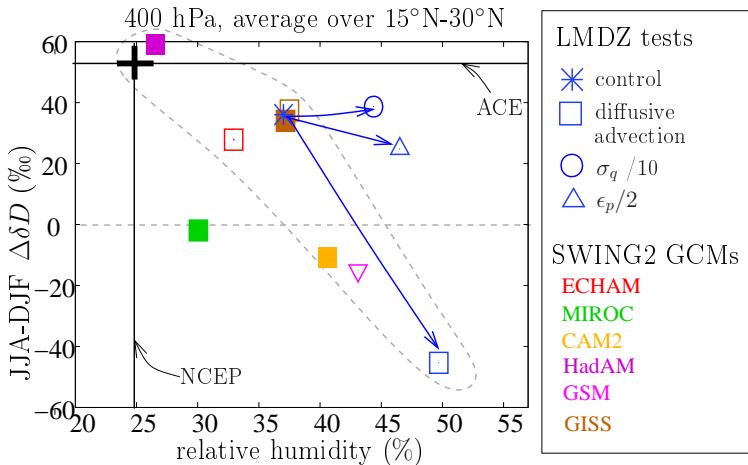 400 hPa, average over 15°N-30°N
JJA-DJF ΔδD (‰)
60
40
20
0
−20
−40
−60
20
25
30
35
40
45
50
55
relative humidity (%)
ACE
NCEP
LMDZ tests
control
diffusive
advection
σ_q /10
ϵ_p/2
SWING2 GCMs
ECHAM
MIROC
CAM2
HadAM
GSM
GISS